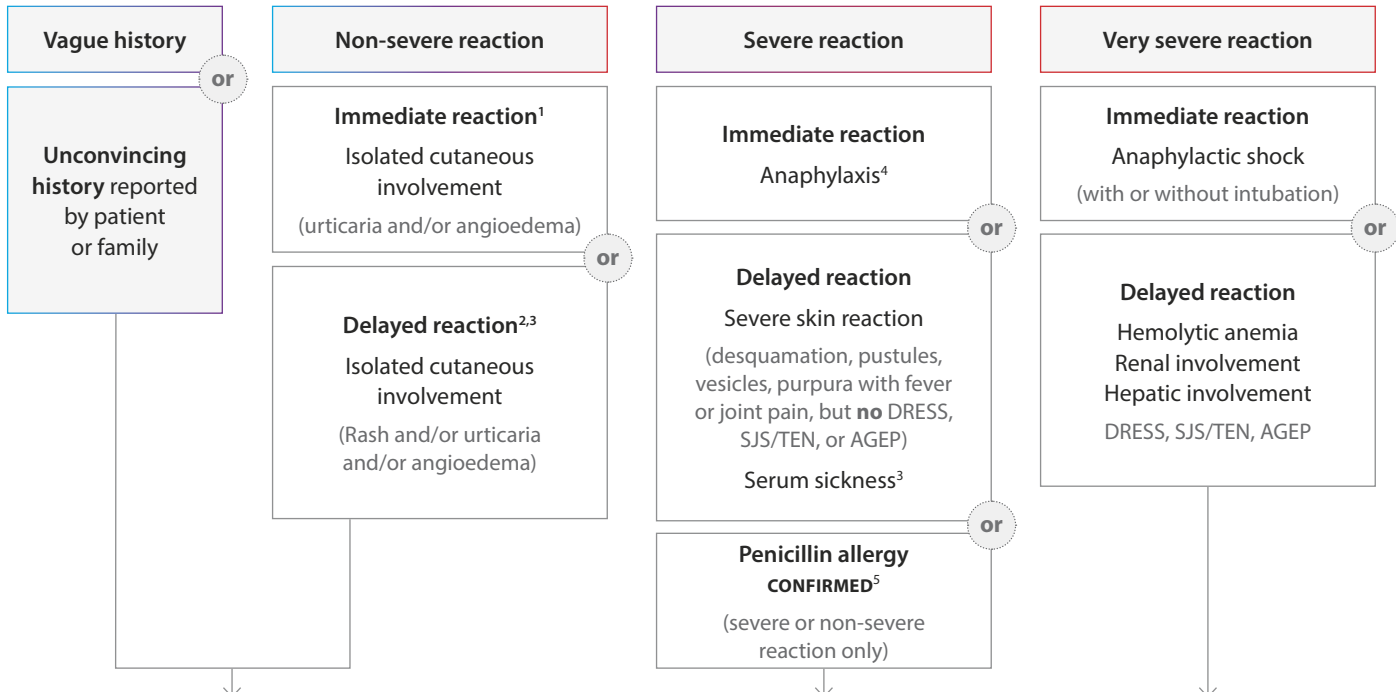 Vague history
or
Unconvincing
history reported
by patient
or family
Non-severe reaction
Immediate reaction¹
Isolated cutaneous
involvement
(urticaria and/or angioedema)
or
Delayed reaction²,³
Isolated cutaneous
involvement
(Rash and/or urticaria
and/or angioedema)
Severe reaction
Immediate reaction
Anaphylaxis⁴
or
Delayed reaction
Severe skin reaction
(desquamation, pustules,
vesicles, purpura with fever
or joint pain, but no DRESS,
SJS/TEN, or AGEP)
Serum sickness³
or
Penicillin allergy
CONFIRMED⁵
(severe or non-severe
reaction only)
Very severe reaction
Immediate reaction
Anaphylactic shock
(with or without intubation)
or
Delayed reaction
Hemolytic anemia
Renal involvement
Hepatic involvement
DRESS, SJS/TEN, AGEP